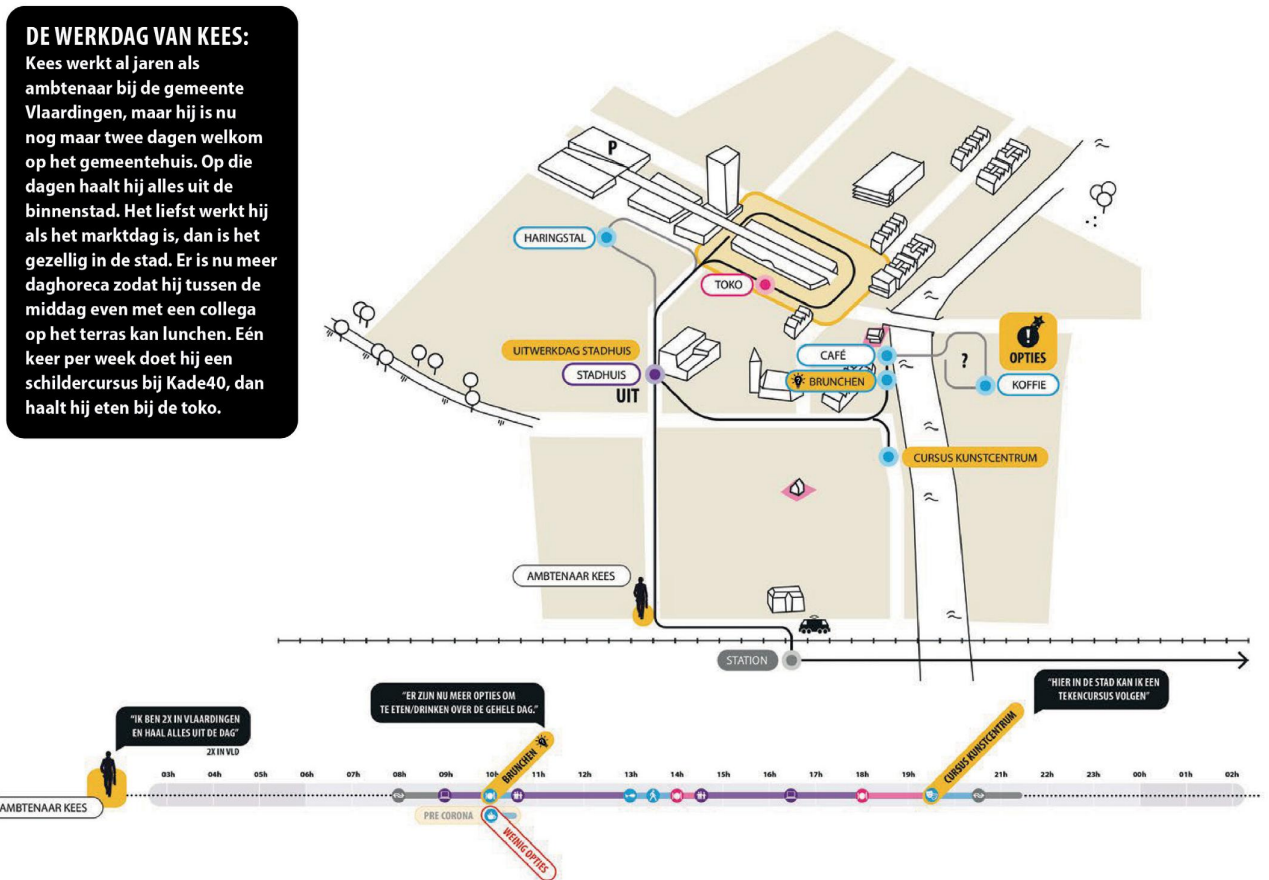 DE WERKDAG VAN KEES:
Kees werkt al jaren als
ambtenaar bij de gemeente
Vlaardingen, maar hij is nu
nog maar twee dagen welkom
op het gemeentehuis. Op die
dagen haalt hij alles uit de
binnenstad. Het liefst werkt hij
als het marktdag is, dan is het
gezellig in de stad. Er is nu meer
daghoreca zodat hij tussen de
middag even met een collega
op het terras kan lunchen. Eén
keer per week doet hij een
schildercursus bij Kade40, dan
haalt hij eten bij de toko.
P
HARINGSTAL
TOKO
UITWERKDAG STADHUIS
STADHUIS
UIT
CAFÉ
BRUNCHEN
?
OPTIES
KOFFIE
CURSUS KUNSTCENTRUM
AMBTENAAR KEES
STATION
"IK BEN 2X IN VLAARDINGEN
EN HAAL ALLES UIT DE DAG"
2X IN VLD
"ER ZIJN NU MEER OPTIES OM
TE ETEN/DRINKEN OVER DE GEHELE DAG."
"HIER IN DE STAD KAN IK EEN
TEKENCURSUS VOLGEN"
BRUNCHEN
CURSUS KUNSTCENTRUM
03h 04h 05h 06h 07h 08h 09h 10h 11h 12h 13h 14h 15h 16h 17h 18h 19h 21h 22h 23h 00h 01h 02h
AMBTENAAR KEES
PRE CORONA
WEINIG OPTIES